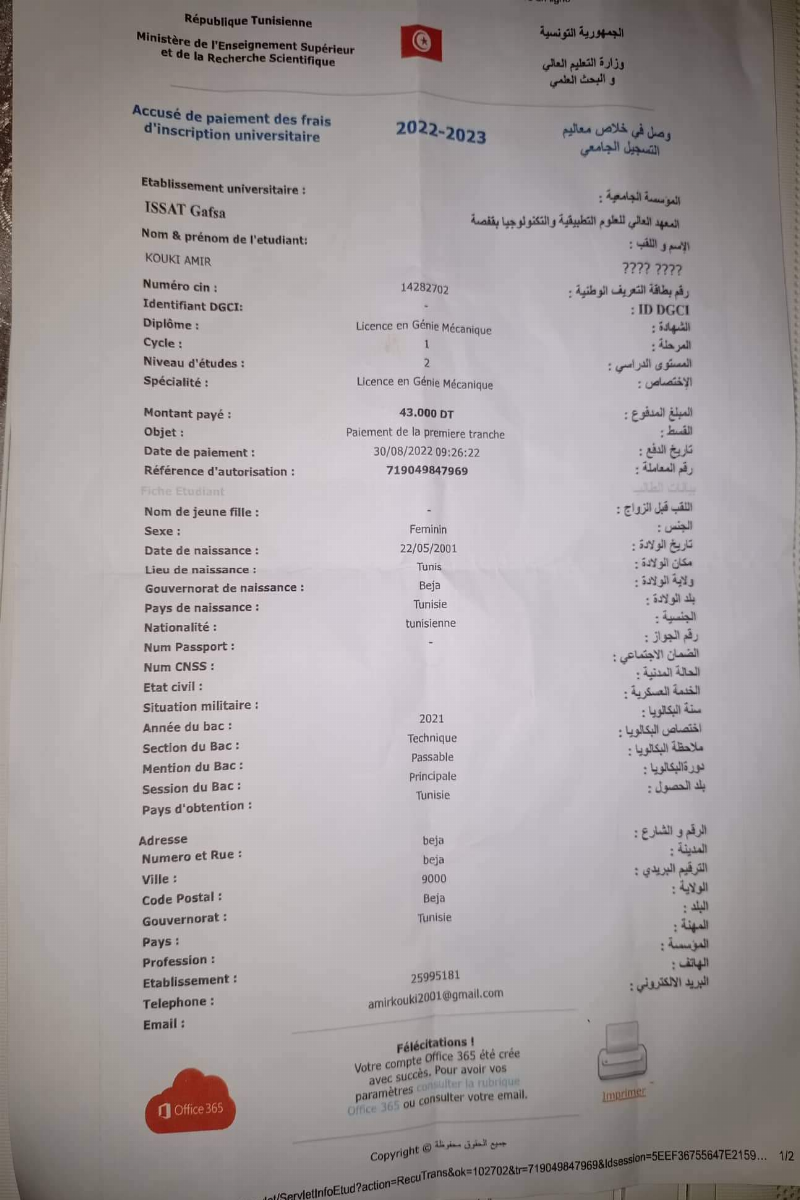 République Tunisienne
الجمهورية التونسية
Ministère de l'Enseignement Supérieur
et de la Recherche Scientifique
وزارة التعليم العالي
و البحث العلمي
Accusé de paiement des frais
d'inscription universitaire
2022-2023
وصل في خلاص معاليم
التسجيل الجامعي
Etablissement universitaire :
المؤسسة الجامعية :
ISSAT Gafsa
المعهد العالي للعلوم التطبيقية والتكنولوجيا بقفصة
Nom & prénom de l'etudiant:
الإسم و اللقب :
KOUKI AMIR
???? ????
Numéro cin : 14282702 رقم بطاقة التعريف الوطنية :
Identifiant DGCI: - ID DGCI :
Diplôme : Licence en Génie Mécanique الشهادة :
Cycle : 1 المرحلة :
Niveau d'études : 2 المستوى الدراسي :
Spécialité : Licence en Génie Mécanique الإختصاص :
Montant payé : 43.000 DT المبلغ المدفوع :
Objet : Paiement de la premiere tranche القسط :
Date de paiement : 30/08/2022 09:26:22 تاريخ الدفع :
Référence d'autorisation : 719049847969 رقم المعاملة :
Fiche Etudiant بيانات الطالب
Nom de jeune fille : - اللقب قبل الزواج :
Sexe : Feminin الجنس :
Date de naissance : 22/05/2001 تاريخ الولادة :
Lieu de naissance : Tunis مكان الولادة :
Gouvernorat de naissance : Beja ولاية الولادة :
Pays de naissance : Tunisie بلد الولادة :
Nationalité : tunisienne الجنسية :
Num Passport : - رقم الجواز :
Num CNSS : الضمان الاجتماعي :
Etat civil : الحالة المدنية :
Situation militaire : الخدمة العسكرية :
Année du bac : 2021 سنة البكالويا :
Section du Bac : Technique اختصاص البكالويا :
Mention du Bac : Passable ملاحظة البكالويا :
Session du Bac : Principale دورةالبكالويا :
Pays d'obtention : Tunisie بلد الحصول :
Adresse
Numero et Rue : beja الرقم و الشارع :
Ville : beja المدينة :
Code Postal : 9000 الترقيم البريدي :
Gouvernorat : Beja الولاية :
Pays : Tunisie البلد :
Profession : المهنة :
Etablissement : المؤسسة :
Telephone : 25995181 الهاتف :
Email : amirkouki2001@gmail.com البريد الالكتروني :
Félécitations !
Votre compte Office 365 été crée
avec succès. Pour avoir vos
paramètres consulter la rubrique
Office 365 ou consulter votre email.
Office 365
Imprimer
Copyright © جميع الحقوق محفوظة
let/ServletInfoEtud?action=RecuTrans&ok=102702&tr=719049847969&Idsession=5EEF36755647E2159... 1/2